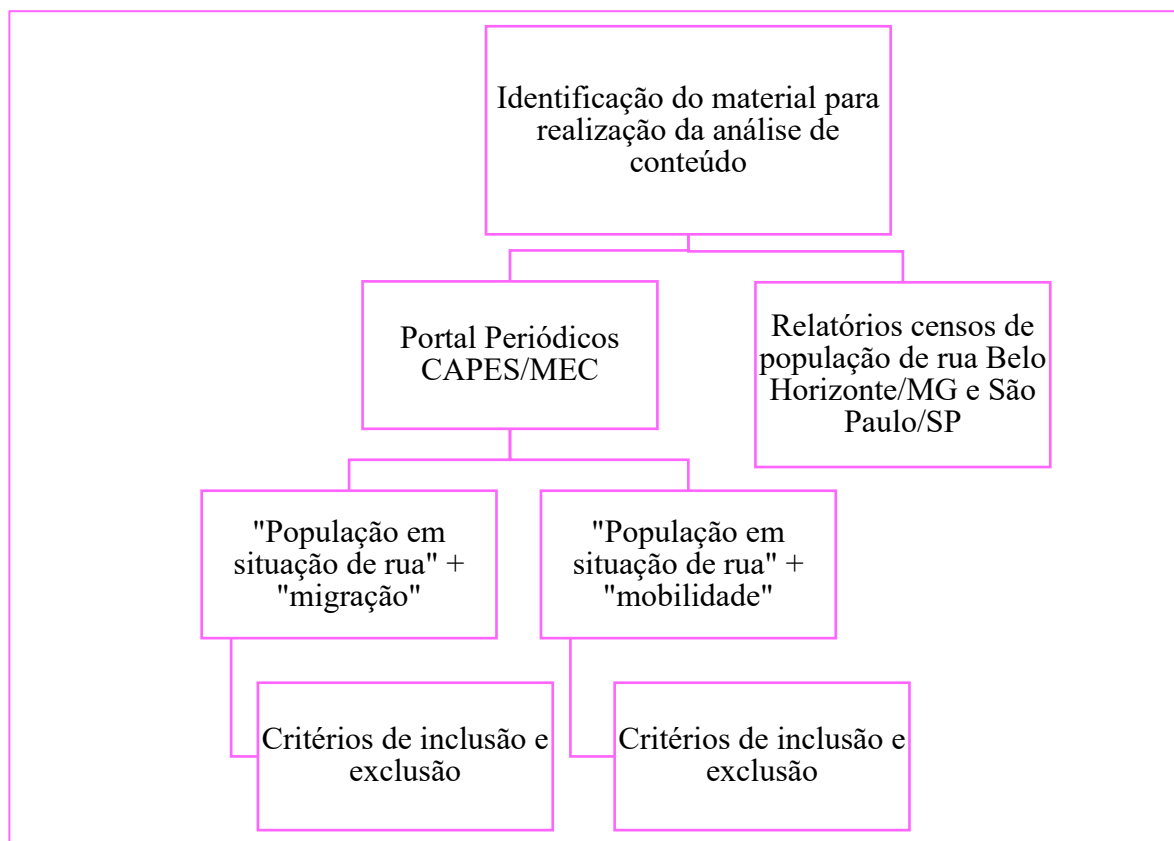 Identificação do material para
realização da análise de
conteúdo
Portal Periódicos
CAPES/MEC
Relatórios censos de
população de rua Belo
Horizonte/MG e São
Paulo/SP
"População em
situação de rua" +
"migração"
"População em
situação de rua" +
"mobilidade"
Critérios de inclusão e
exclusão
Critérios de inclusão e
exclusão